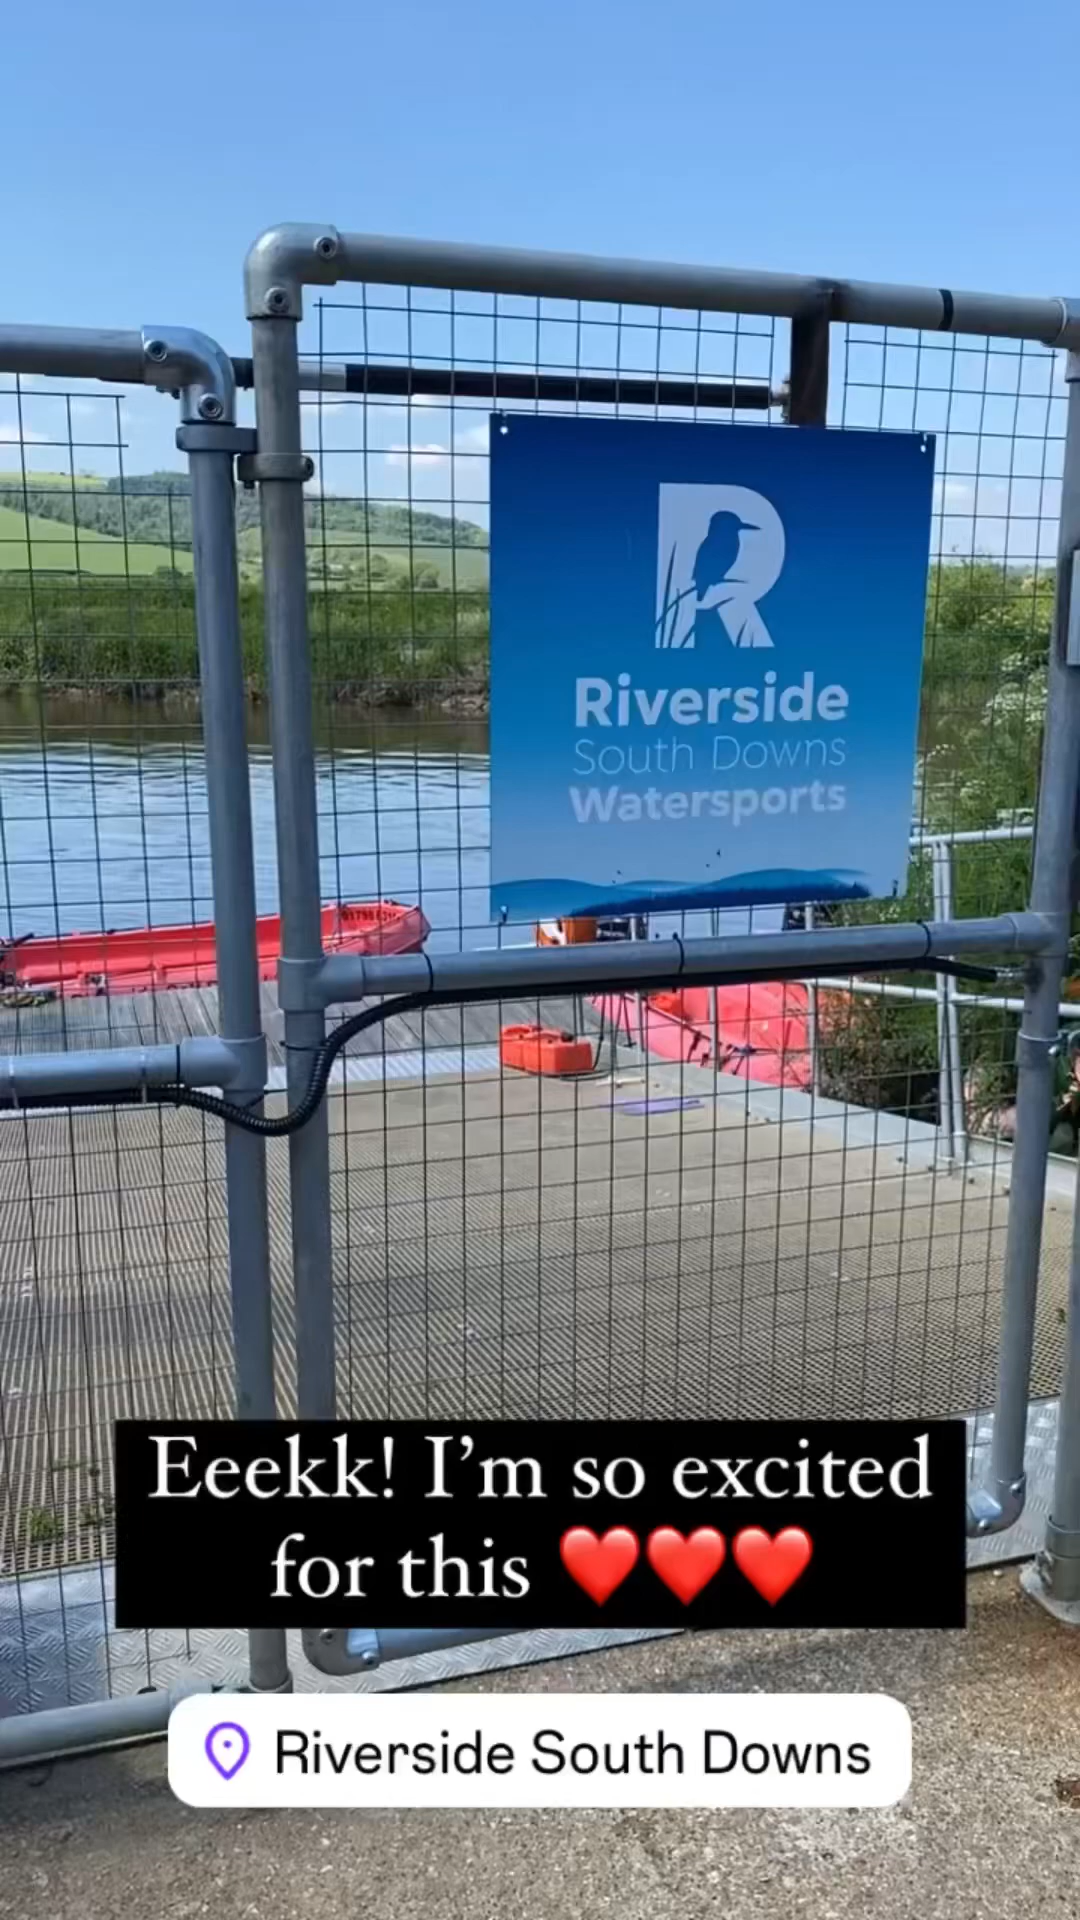 R
Riverside
South Downs
Watersports
Eeekk! I'm so excited
for this ❤️❤️❤️
Riverside South Downs